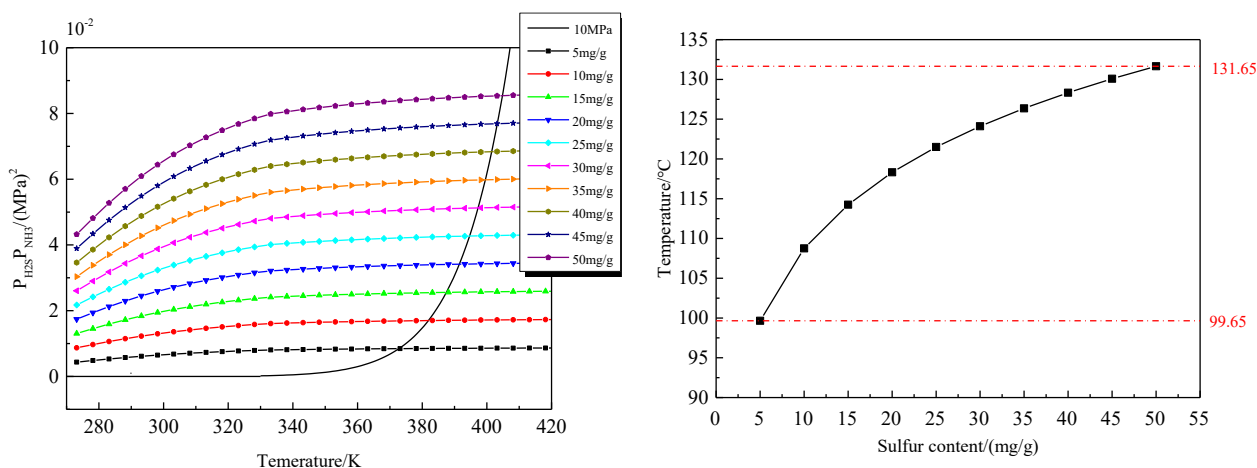 10⁻²
10
8
6
4
2
0
P_H2S P_NH3/(MPa)²
280 300 320 340 360 380 400 420
Temerature/K
10MPa
5mg/g
10mg/g
15mg/g
20mg/g
25mg/g
30mg/g
35mg/g
40mg/g
45mg/g
50mg/g
135
130
125
120
115
110
105
100
95
90
Temperature/°C
0 5 10 15 20 25 30 35 40 45 50 55
Sulfur content/(mg/g)
131.65
99.65